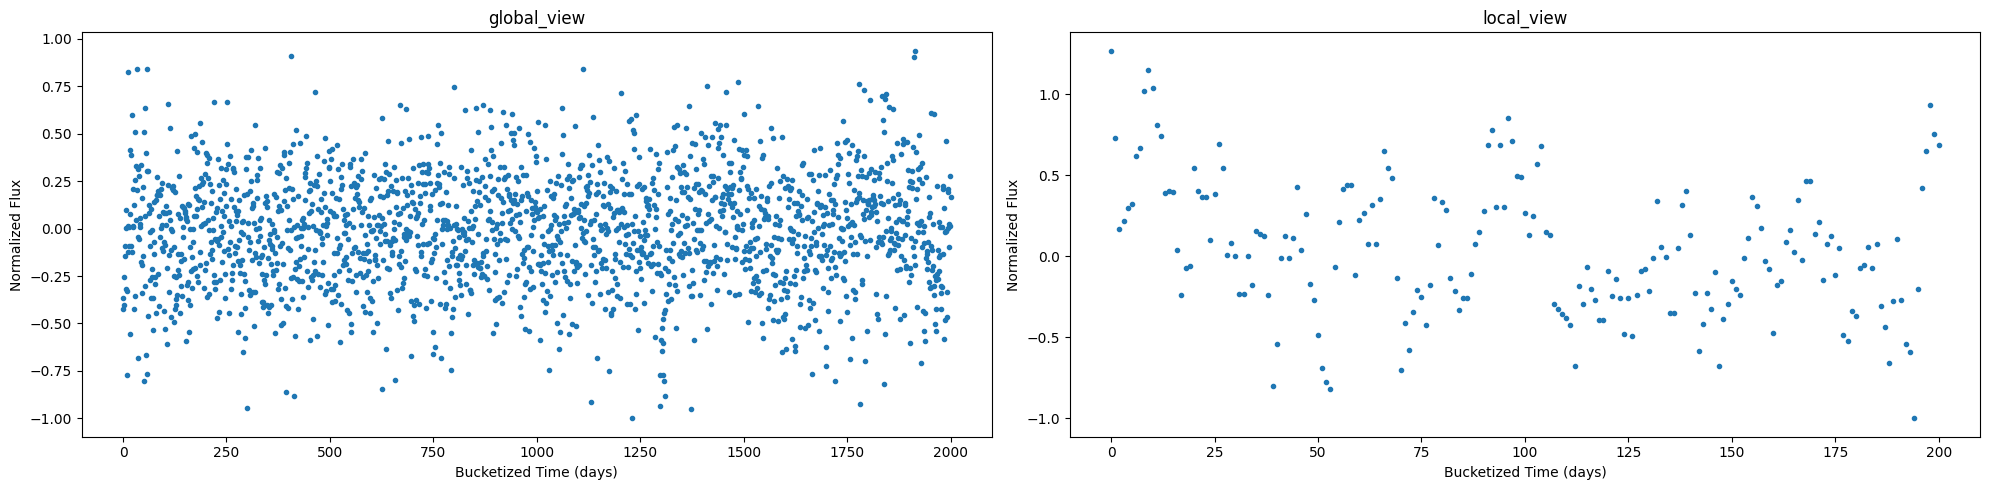 global_view
Normalized Flux
1.00
0.75
0.50
0.25
0.00
−0.25
−0.50
−0.75
−1.00
0 250 500 750 1000 1250 1500 1750 2000
Bucketized Time (days)
local_view
Normalized Flux
1.0
0.5
0.0
−0.5
−1.0
0 25 50 75 100 125 150 175 200
Bucketized Time (days)